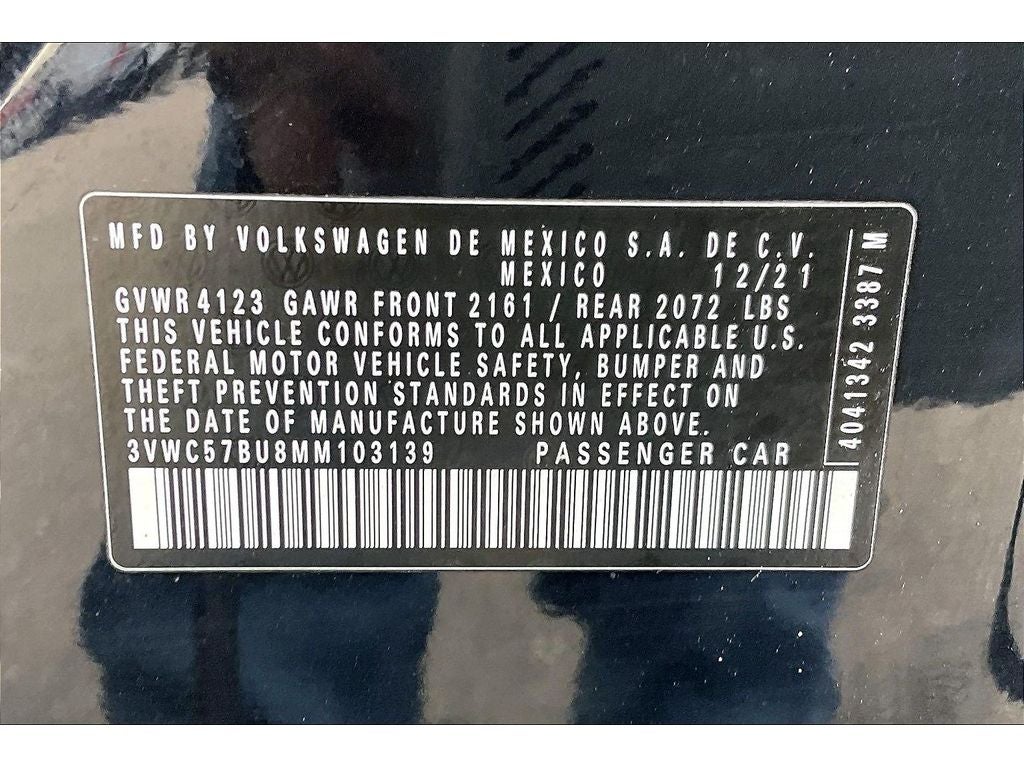 MFD BY VOLKSWAGEN DE MEXICO S.A. DE C.V.
MEXICO 12/21
GVWR 4123 GAWR FRONT 2161 / REAR 2072 LBS
THIS VEHICLE CONFORMS TO ALL APPLICABLE U.S.
FEDERAL MOTOR VEHICLE SAFETY, BUMPER AND
THEFT PREVENTION STANDARDS IN EFFECT ON
THE DATE OF MANUFACTURE SHOWN ABOVE.
3VWC57BU8MM103139 PASSENGER CAR
4041342 3387 M